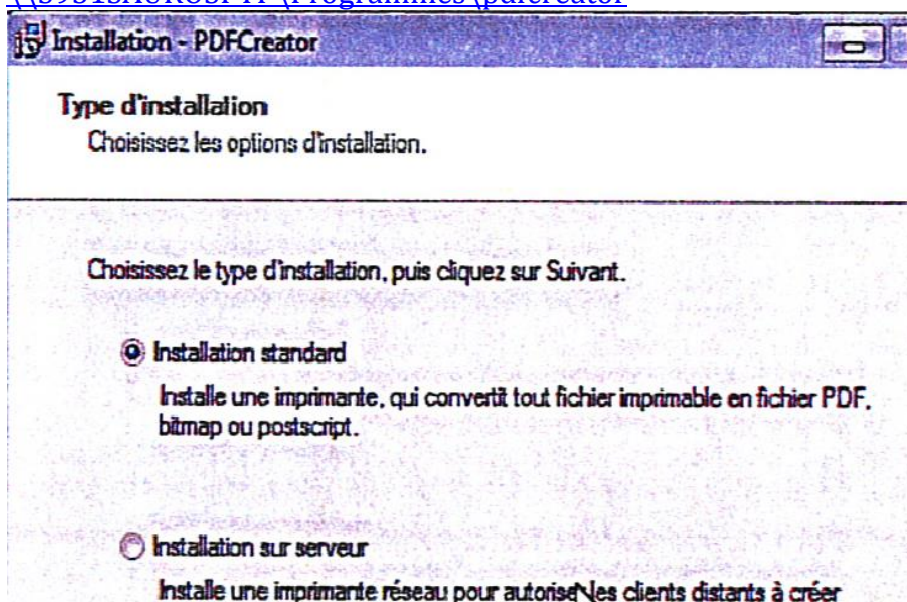 Installation - PDFCreator
Type d'installation
Choisissez les options d'installation.
Choisissez le type d'installation, puis cliquez sur Suivant.
Installation standard
Installe une imprimante, qui convertit tout fichier imprimable en fichier PDF,
bitmap ou postscript.
Installation sur serveur
Installe une imprimante réseau pour autoriser les clients distants à créer